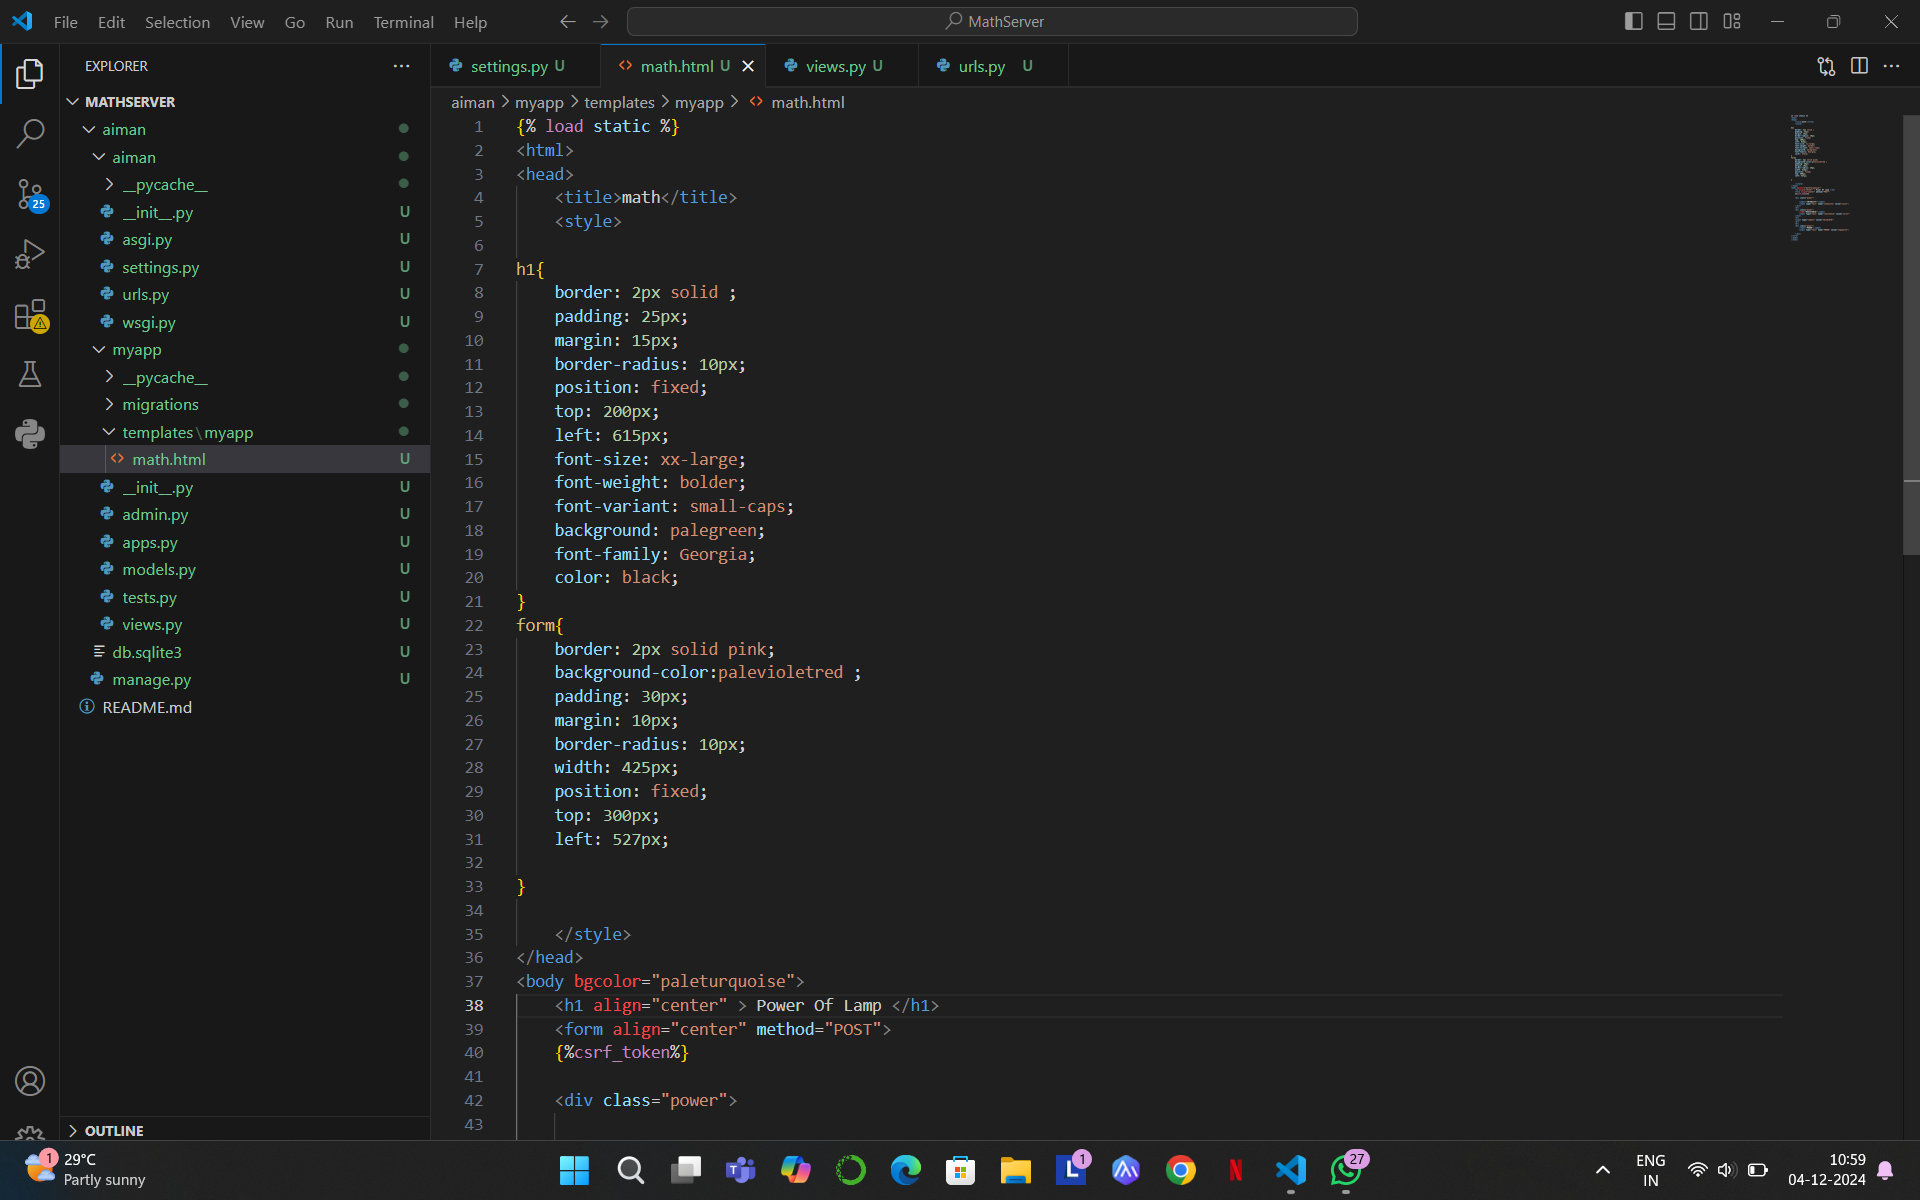 File Edit Selection View Go Run Terminal Help MathServer
EXPLORER
settings.py U math.html U views.py U urls.py U
MATHSERVER
aiman
aiman
__pycache__
__init__.py U
asgi.py U
settings.py U
urls.py U
wsgi.py U
myapp
__pycache__
migrations
templates\myapp
math.html U
__init__.py U
admin.py U
apps.py U
models.py U
tests.py U
views.py U
db.sqlite3 U
manage.py U
README.md
OUTLINE
25
aiman > myapp > templates > myapp > math.html
1 {% load static %}
2 <html>
3 <head>
4 <title>math</title>
5 <style>
6
7 h1{
8 border: 2px solid ;
9 padding: 25px;
10 margin: 15px;
11 border-radius: 10px;
12 position: fixed;
13 top: 200px;
14 left: 615px;
15 font-size: xx-large;
16 font-weight: bolder;
17 font-variant: small-caps;
18 background: palegreen;
19 font-family: Georgia;
20 color: black;
21 }
22 form{
23 border: 2px solid pink;
24 background-color:palevioletred ;
25 padding: 30px;
26 margin: 10px;
27 border-radius: 10px;
28 width: 425px;
29 position: fixed;
30 top: 300px;
31 left: 527px;
32
33 }
34
35 </style>
36 </head>
37 <body bgcolor="paleturquoise">
38 <h1 align="center" > Power Of Lamp </h1>
39 <form align="center" method="POST">
40 {%csrf_token%}
41
42 <div class="power">
43
1 29°C
Partly sunny
1
27
ENG
IN
10:59
04-12-2024